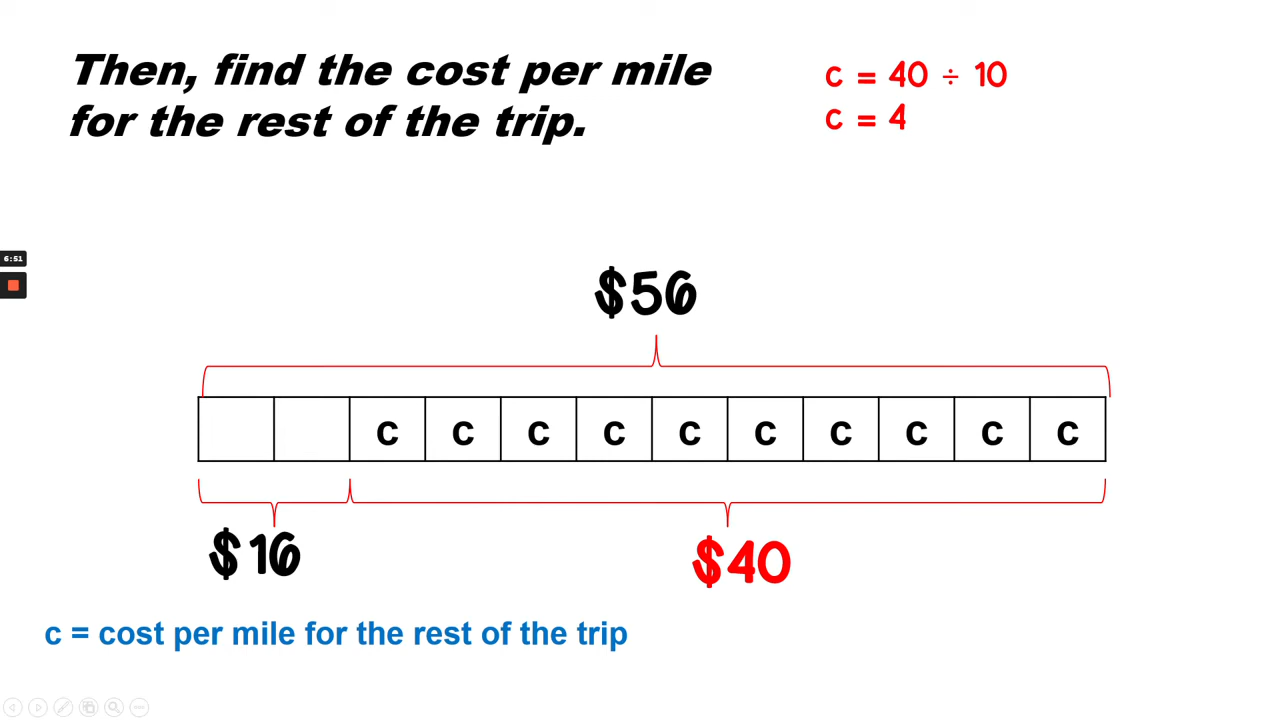 Then, find the cost per mile
for the rest of the trip.
c = 40 ÷ 10
c = 4
6:51
$56
c c c c c c c c c c
$16
$40
c = cost per mile for the rest of the trip